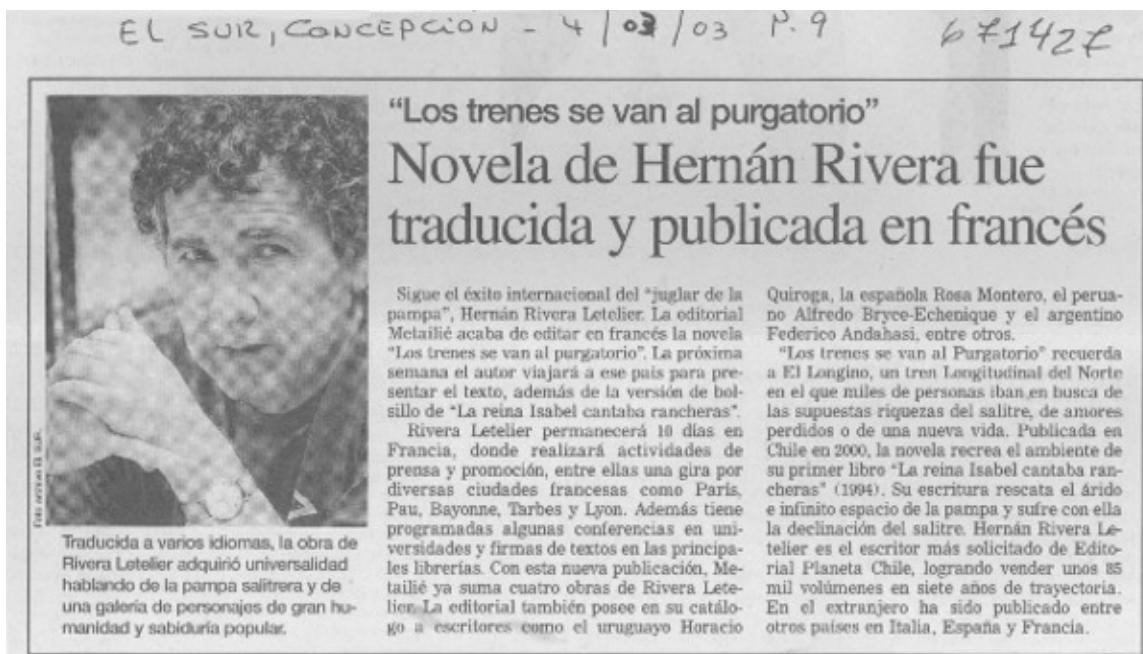 EL SUR, CONCEPCION - 4/03/03 P. 9
671427
"Los trenes se van al purgatorio"
Novela de Hernán Rivera fue
traducida y publicada en francés
Sigue el éxito internacional del "juglar de la
pampa", Hernán Rivera Letelier. La editorial
Metailié acaba de editar en francés la novela
"Los trenes se van al purgatorio". La próxima
semana el autor viajará a ese país para pre-
sentar el texto, además de la versión de bol-
sillo de "La reina Isabel cantaba rancheras".
Rivera Letelier permanecerá 10 días en
Francia, donde realizará actividades de
prensa y promoción, entre ellas una gira por
diversas ciudades francesas como París,
Pau, Bayonne, Tarbes y Lyon. Además tiene
programadas algunas conferencias en uni-
versidades y firmas de textos en las principa-
les librerías. Con esta nueva publicación, Me-
tailié ya suma cuatro obras de Rivera Lete-
lier. La editorial también posee en su catálo-
go a escritores como el uruguayo Horacio
Quiroga, la española Rosa Montero, el perua-
no Alfredo Bryce-Echenique y el argentino
Federico Andahasi, entre otros.
"Los trenes se van al Purgatorio" recuerda
a El Longino, un tren Longitudinal del Norte
en el que miles de personas iban en busca de
las supuestas riquezas del salitre, de amores
perdidos o de una nueva vida. Publicada en
Chile en 2000, la novela recrea el ambiente de
su primer libro "La reina Isabel cantaba ran-
cheras" (1994). Su escritura rescata el árido
e infinito espacio de la pampa y sufre con ella
la declinación del salitre. Hernán Rivera Le-
telier es el escritor más solicitado de Edito-
rial Planeta Chile, logrando vender unos 85
mil volúmenes en siete años de trayectoria.
En el extranjero ha sido publicado entre
otros países en Italia, España y Francia.
Foto archivo EL SUR.
Traducida a varios idiomas, la obra de
Rivera Letelier adquirió universalidad
hablando de la pampa salitrera y de
una galería de personajes de gran hu-
manidad y sabiduría popular.